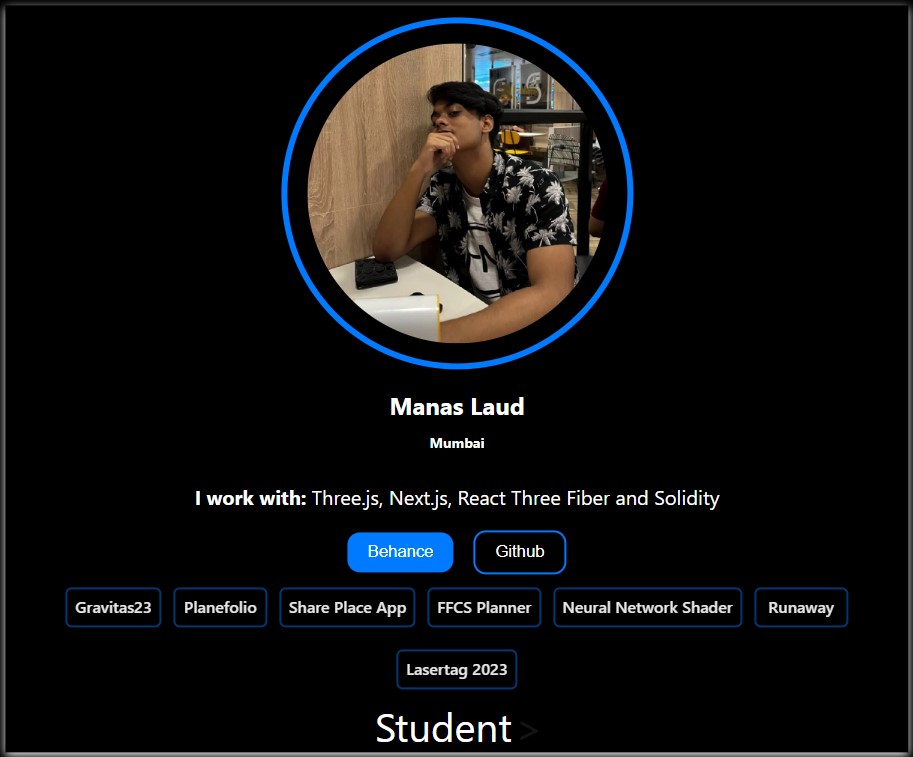 Manas Laud
Mumbai
I work with: Three.js, Next.js, React Three Fiber and Solidity
Behance Github
Gravitas23 Planefolio Share Place App FFCS Planner Neural Network Shader Runaway
Lasertag 2023
Student >